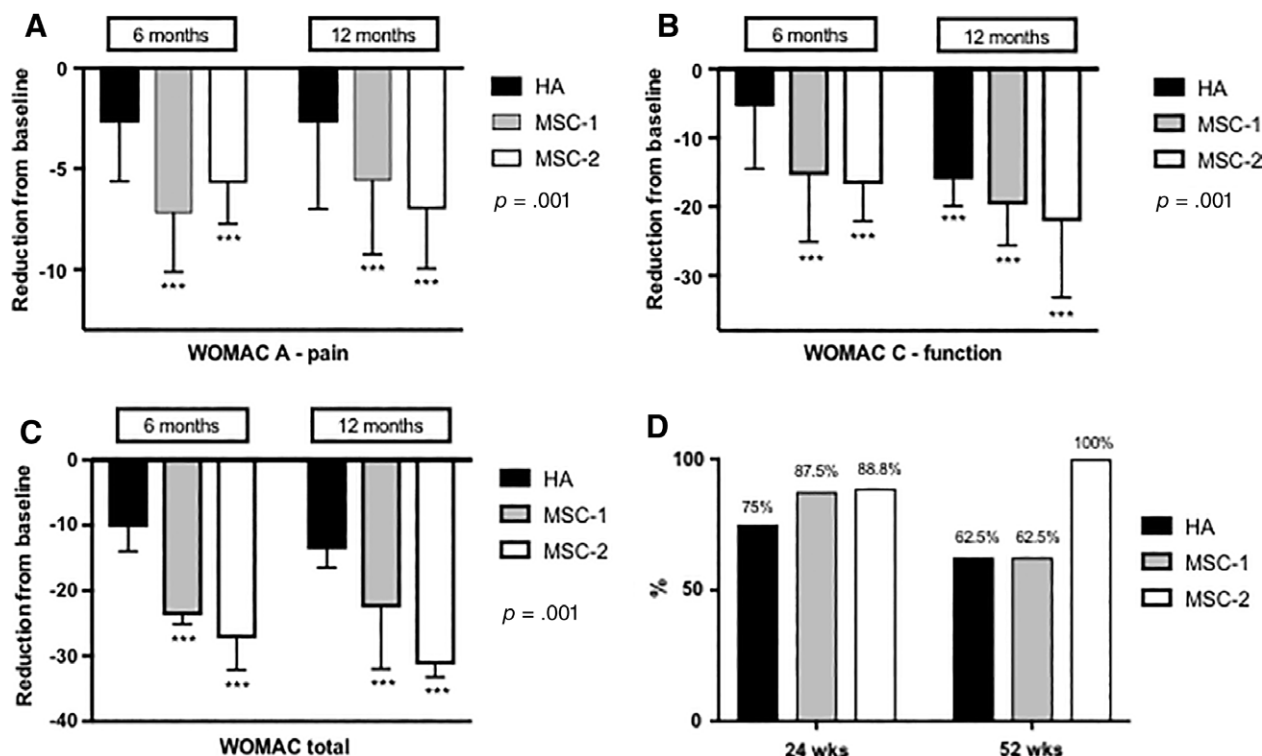 A
6 months
12 months
Reduction from baseline
0
-5
-10
HA
MSC-1
MSC-2
p = .001
***
***
***
***
WOMAC A - pain
B
6 months
12 months
Reduction from baseline
0
-10
-20
-30
HA
MSC-1
MSC-2
p = .001
***
***
***
***
***
WOMAC C - function
C
6 months
12 months
Reduction from baseline
0
-10
-20
-30
-40
HA
MSC-1
MSC-2
p = .001
***
***
***
***
WOMAC total
D
%
100
50
0
75%
87.5%
88.8%
62.5%
62.5%
100%
HA
MSC-1
MSC-2
24 wks
52 wks